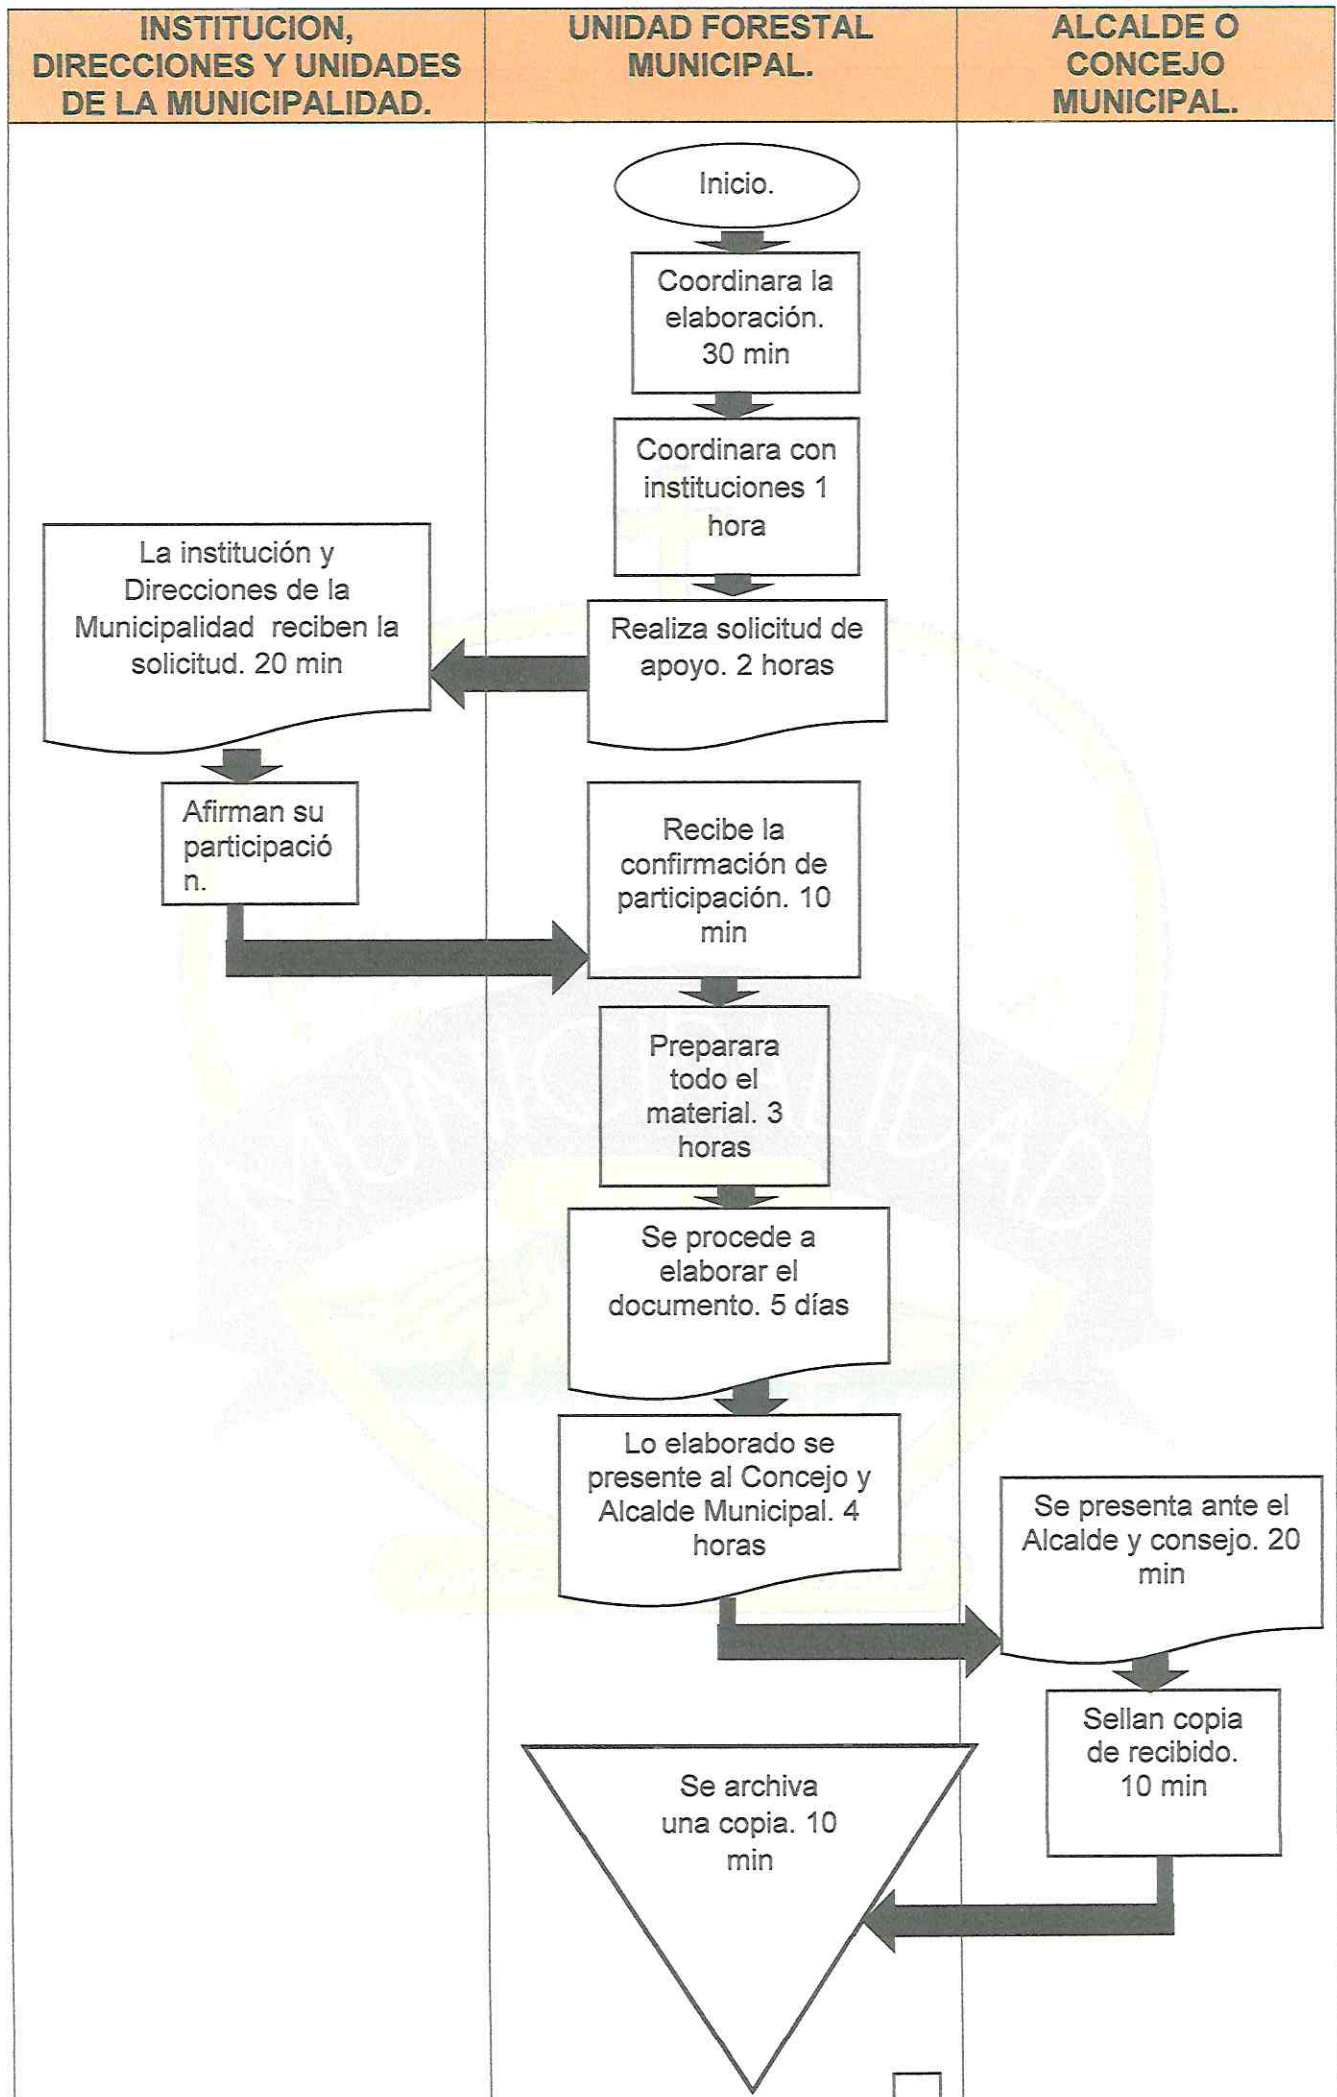 INSTITUCION,
DIRECCIONES Y UNIDADES
DE LA MUNICIPALIDAD.
UNIDAD FORESTAL
MUNICIPAL.
ALCALDE O
CONCEJO
MUNICIPAL.
Inicio.
Coordinara la
elaboración.
30 min
Coordinara con
instituciones 1
hora
Realiza solicitud de
apoyo. 2 horas
La institución y
Direcciones de la
Municipalidad reciben la
solicitud. 20 min
Afirman su
participació
n.
Recibe la
confirmación de
participación. 10
min
Preparara
todo el
material. 3
horas
Se procede a
elaborar el
documento. 5 días
Lo elaborado se
presente al Concejo y
Alcalde Municipal. 4
horas
Se presenta ante el
Alcalde y consejo. 20
min
Sellan copia
de recibido.
10 min
Se archiva
una copia. 10
min
MUNICIPALIDAD